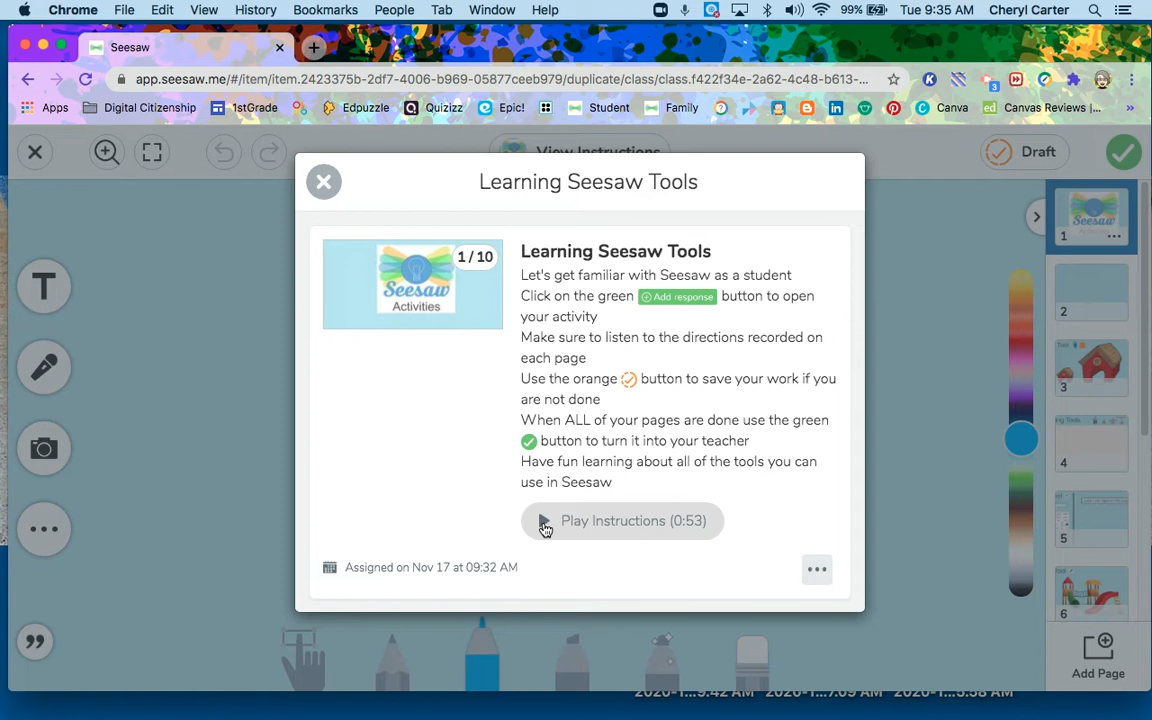 Chrome File Edit View History Bookmarks People Tab Window Help 99% Tue 9:35 AM Cheryl Carter
Seesaw
app.seesaw.me/#/item/item.2423375b-2df7-4006-b969-05877ceeb979/duplicate/class/class.f422f34e-2a62-4c48-b613-...
3
Apps Digital Citizenship 1stGrade Edpuzzle Quizizz Epic! Student Family Canva Canvas Reviews |... »
View Instructions Draft
Learning Seesaw Tools
1 / 10
Seesaw
Activities
Learning Seesaw Tools
Let's get familiar with Seesaw as a student
Click on the green Add response button to open
your activity
Make sure to listen to the directions recorded on
each page
Use the orange button to save your work if you
are not done
When ALL of your pages are done use the green
button to turn it into your teacher
Have fun learning about all of the tools you can
use in Seesaw
Play Instructions (0:53)
Assigned on Nov 17 at 09:32 AM
T
Seesaw
1
2
3
4
5
6
Add Page